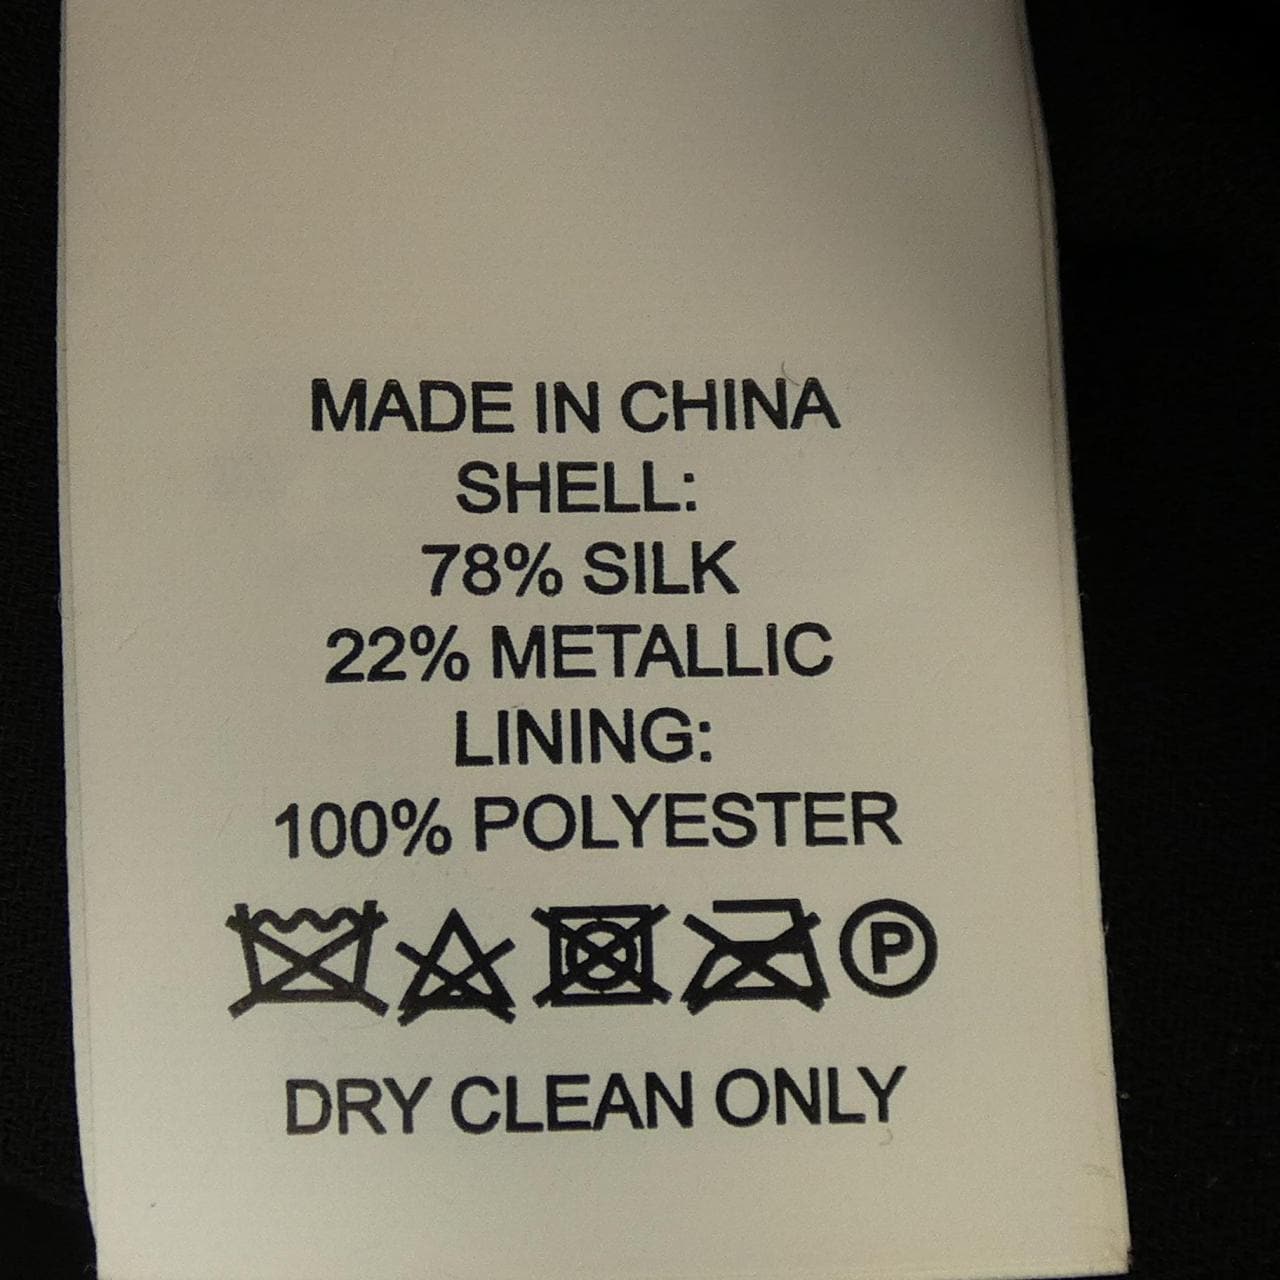 MADE IN CHINA
SHELL:
78% SILK
22% METALLIC
LINING:
100% POLYESTER
P
DRY CLEAN ONLY